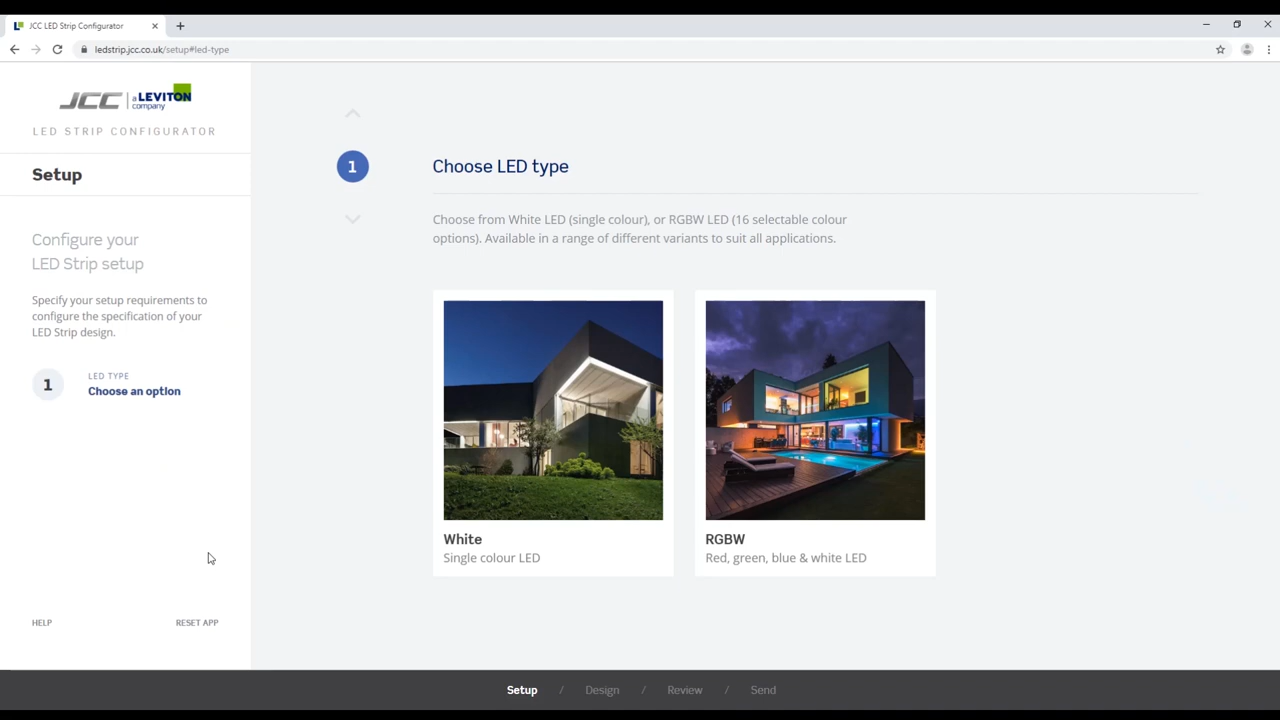 JCC LED Strip Configurator
ledstrip.jcc.co.uk/setup#led-type
JCC a LEVITON company
LED STRIP CONFIGURATOR
Setup
Configure your
LED Strip setup
Specify your setup requirements to
configure the specification of your
LED Strip design.
1
LED TYPE
Choose an option
HELP
RESET APP
1
Choose LED type
Choose from White LED (single colour), or RGBW LED (16 selectable colour
options). Available in a range of different variants to suit all applications.
White
Single colour LED
RGBW
Red, green, blue & white LED
Setup / Design / Review / Send